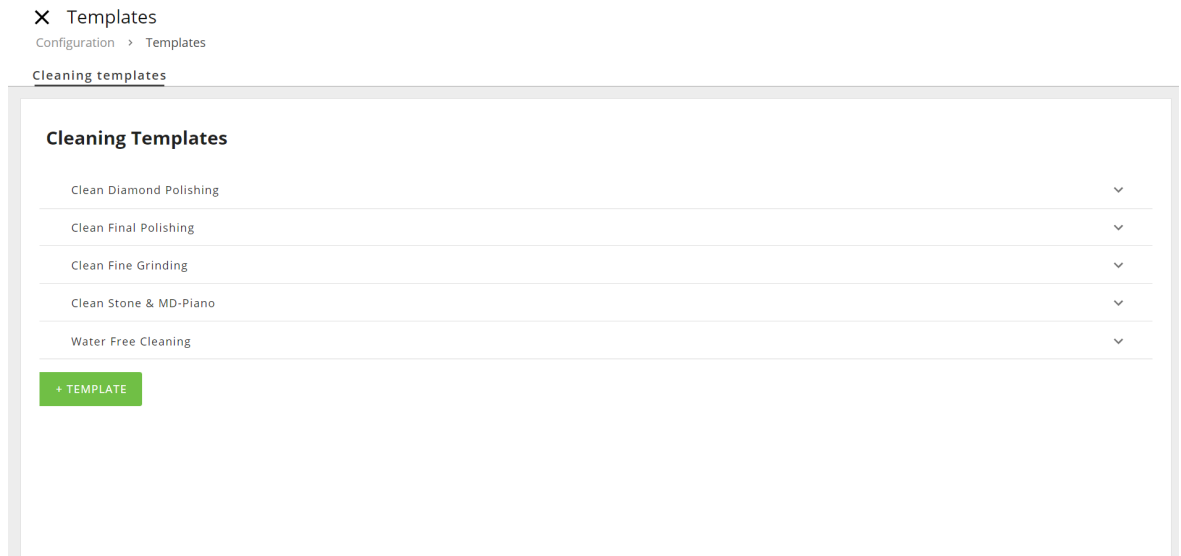 Templates
Configuration > Templates
Cleaning templates
Cleaning Templates
Clean Diamond Polishing
Clean Final Polishing
Clean Fine Grinding
Clean Stone & MD-Piano
Water Free Cleaning
+ TEMPLATE